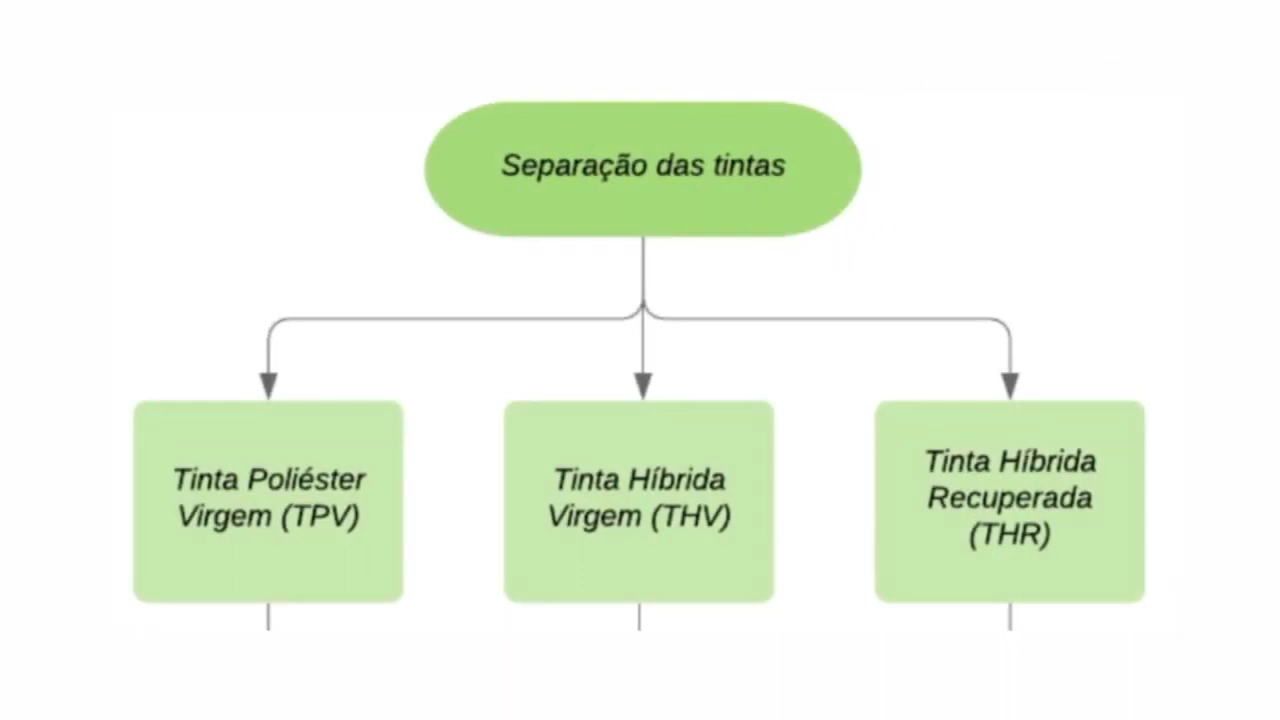 Separação das tintas
Tinta Poliéster
Virgem (TPV)
Tinta Híbrida
Virgem (THV)
Tinta Híbrida
Recuperada
(THR)